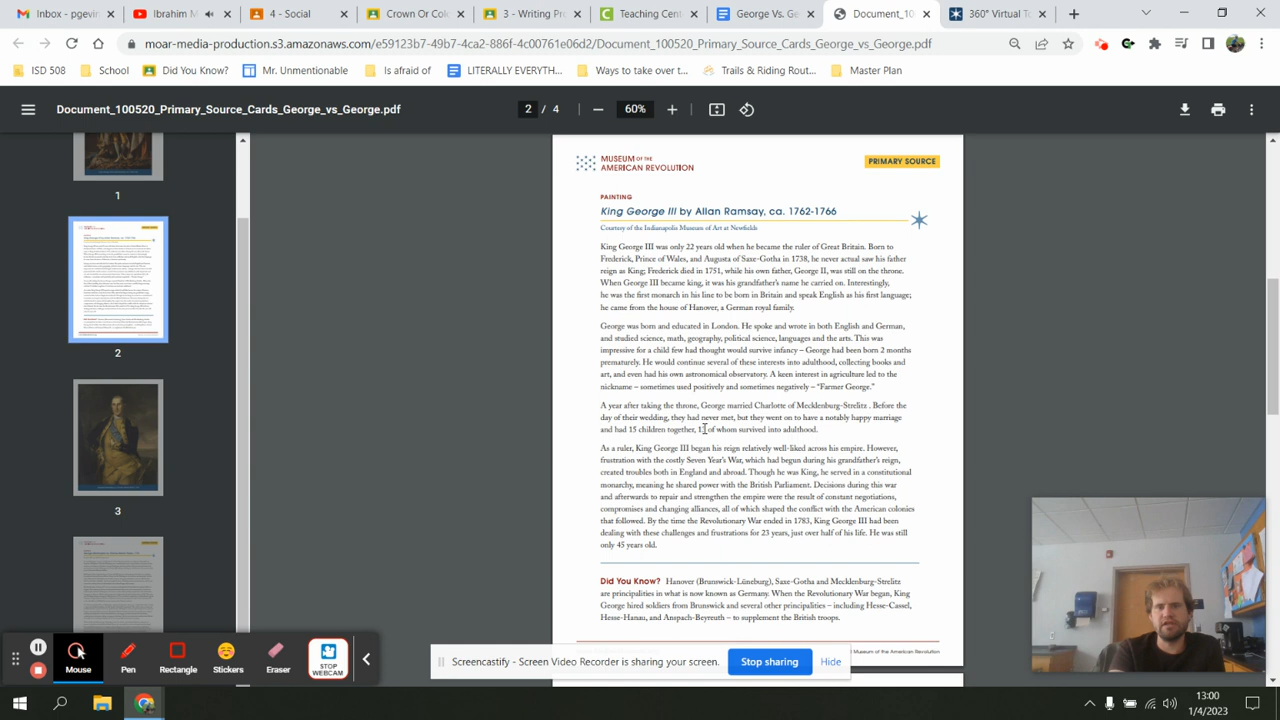 Ibrahim M
4 - Social
Crown Or Col
3 - Writing Pr
Teaching Cent
George Vs. Ge
Document_10
360° Virtual To
moar-media-production.s3.amazonaws.com/e59123b7-49b7-4cac-886f-4c00761e06d2/Document_100520_Primary_Source_Cards_George_vs_George.pdf
ISD 508
School
Did You Know?
Mr. Unmentionable
Is afraid of
LITERALLY EVERYTH...
Ways to take over t...
Trails & Riding Rout...
Master Plan
Document_100520_Primary_Source_Cards_George_vs_George.pdf
2 / 4
60%
1
2
3
MUSEUM OF THE
AMERICAN REVOLUTION
PRIMARY SOURCE
PAINTING
King George III by Allan Ramsay, ca. 1762-1766
Courtesy of the Indianapolis Museum of Art at Newfields
King George III was only 22 years old when he became the ruler of Great Britain. Born to
Frederick, Prince of Wales, and Augusta of Saxe-Gotha in 1738, he never actual saw his father
reign as King; Frederick died in 1751, while his own father, George II, was still on the throne.
When George III became king, it was his grandfather's name he carried on. Interestingly,
he was the first monarch in his line to be born in Britain and speak English as his first language;
he came from the house of Hanover, a German royal family.
George was born and educated in London. He spoke and wrote in both English and German,
and studied science, math, geography, political science, languages and the arts. This was
impressive for a child few had thought would survive infancy – George had been born 2 months
prematurely. He would continue several of these interests into adulthood, collecting books and
art, and even had his own astronomical observatory. A keen interest in agriculture led to the
nickname – sometimes used positively and sometimes negatively – "Farmer George."
A year after taking the throne, George married Charlotte of Mecklenburg-Strelitz . Before the
day of their wedding, they had never met, but they went on to have a notably happy marriage
and had 15 children together, 13 of whom survived into adulthood.
As a ruler, King George III began his reign relatively well-liked across his empire. However,
frustration with the costly Seven Year's War, which had begun during his grandfather's reign,
created troubles both in England and abroad. Though he was King, he served in a constitutional
monarchy, meaning he shared power with the British Parliament. Decisions during this war
and afterwards to repair and strengthen the empire were the result of constant negotiations,
compromises and changing alliances, all of which shaped the conflict with the American colonies
that followed. By the time the Revolutionary War ended in 1783, King George III had been
dealing with these challenges and frustrations for 23 years, just over half of his life. He was still
only 45 years old.
Did You Know? Hanover (Brunswick-Lüneburg), Saxe-Gotha and Mecklenburg-Strelitz
are principalities in what is now known as Germany. When the Revolutionary War began, King
George hired soldiers from Brunswick and several other principalities – including Hesse-Cassel,
Hesse-Hanau, and Anspach-Beyreuth – to supplement the British troops.
Museum of the American Revolution
Mouse
Pen
Stickers
Eraser
STOP
WEBCAM
Screen Video Recorder is sharing your screen.
Stop sharing
Hide
13:00
1/4/2023